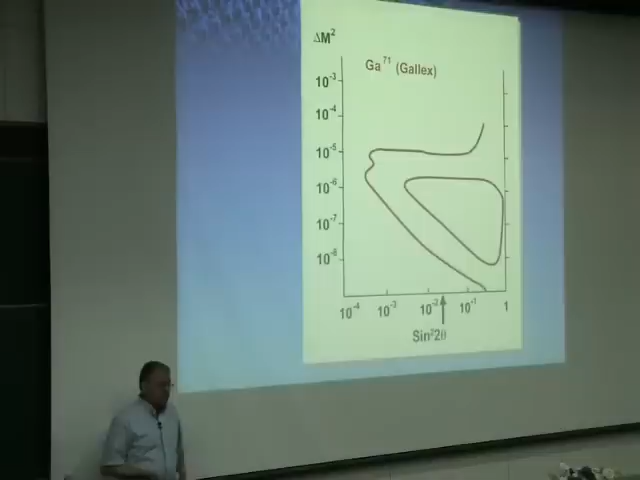 ΔM²
Ga⁷¹ (Gallex)
10⁻³
10⁻⁴
10⁻⁵
10⁻⁶
10⁻⁷
10⁻⁸
10⁻⁴ 10⁻³ 10⁻² 10⁻¹ 1
Sin²2θ